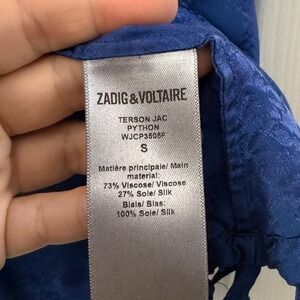 ZADIG & VOLTAIRE
TERSON JAC
PYTHON
WJCP3505F
S
Matière principale/ Main
material:
73% Viscose/ Viscose
27% Soie/ Silk
Biais/ Bias:
100% Soie/ Silk